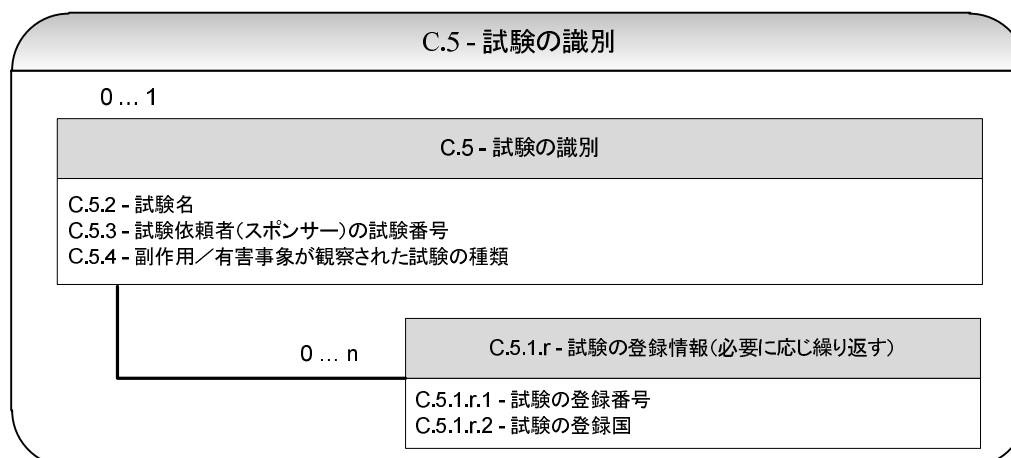 C.5 - 試験の識別
0 ... 1
C.5 - 試験の識別
C.5.2 - 試験名
C.5.3 - 試験依頼者(スポンサー)の試験番号
C.5.4 - 副作用／有害事象が観察された試験の種類
0 ... n
C.5.1.r - 試験の登録情報(必要に応じ繰り返す)
C.5.1.r.1 - 試験の登録番号
C.5.1.r.2 - 試験の登録国